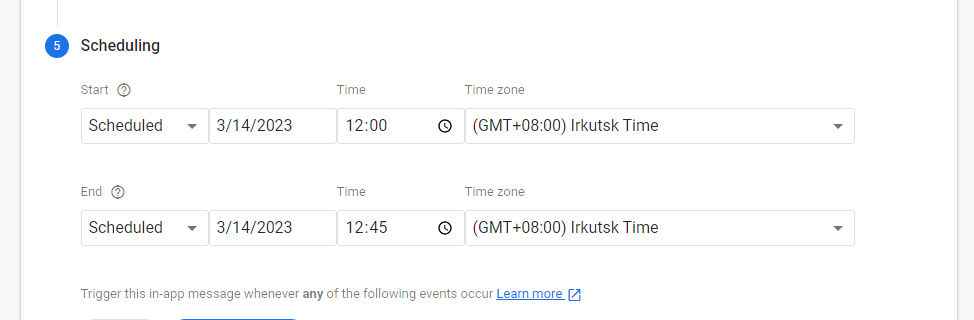 5 Scheduling
Start Time Time zone
Scheduled 3/14/2023 12:00 (GMT+08:00) Irkutsk Time
End Time Time zone
Scheduled 3/14/2023 12:45 (GMT+08:00) Irkutsk Time
Trigger this in-app message whenever any of the following events occur Learn more